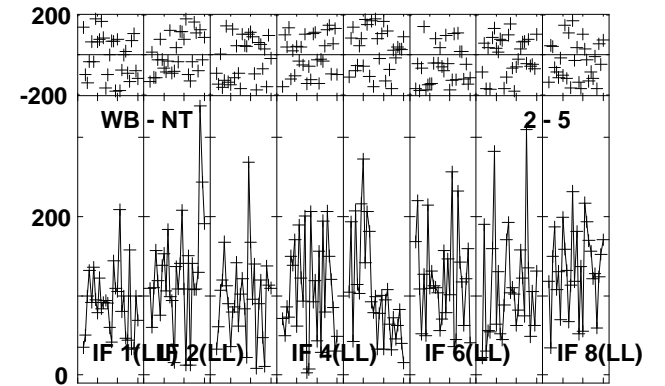 200
-200
WB - NT 2 - 5
200
IF 1(LL) IF 2(LL) IF 4(LL) IF 6(LL) IF 8(LL)
0